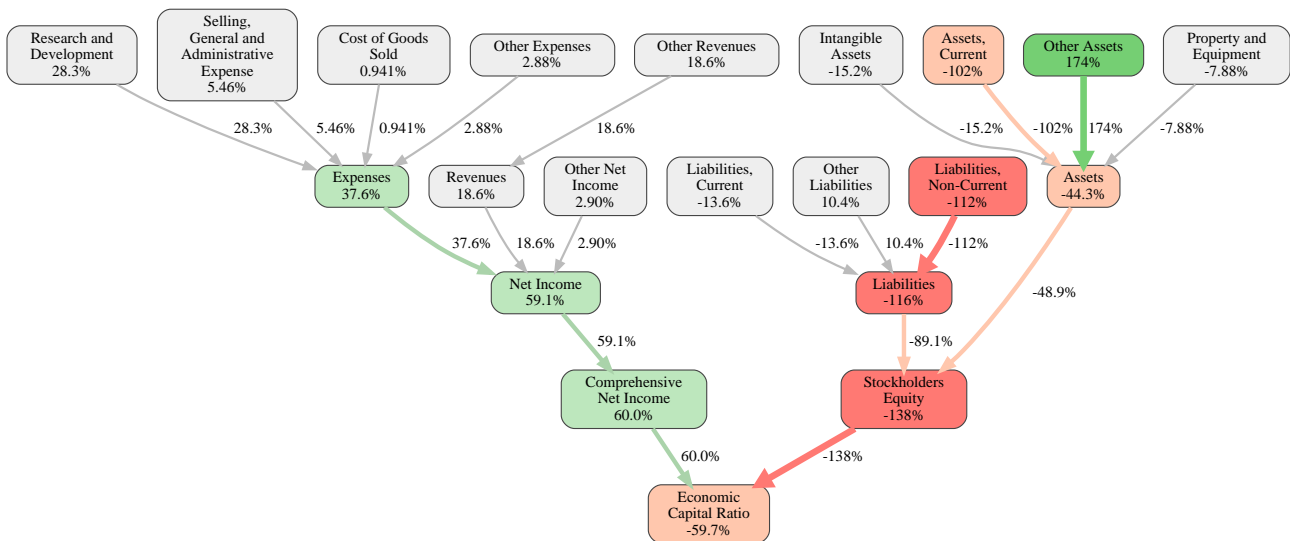 Research and
Development
28.3%
Selling,
General and
Administrative
Expense
5.46%
Cost of Goods
Sold
0.941%
Other Expenses
2.88%
Other Revenues
18.6%
Intangible
Assets
-15.2%
Assets,
Current
-102%
Other Assets
174%
Property and
Equipment
-7.88%
28.3%
5.46%
0.941%
2.88%
18.6%
-15.2%
-102%
174%
-7.88%
Expenses
37.6%
Revenues
18.6%
Other Net
Income
2.90%
Liabilities,
Current
-13.6%
Other
Liabilities
10.4%
Liabilities,
Non-Current
-112%
Assets
-44.3%
37.6%
18.6%
2.90%
-13.6%
10.4%
-112%
Net Income
59.1%
Liabilities
-116%
-48.9%
59.1%
-89.1%
Comprehensive
Net Income
60.0%
Stockholders
Equity
-138%
60.0%
-138%
Economic
Capital Ratio
-59.7%